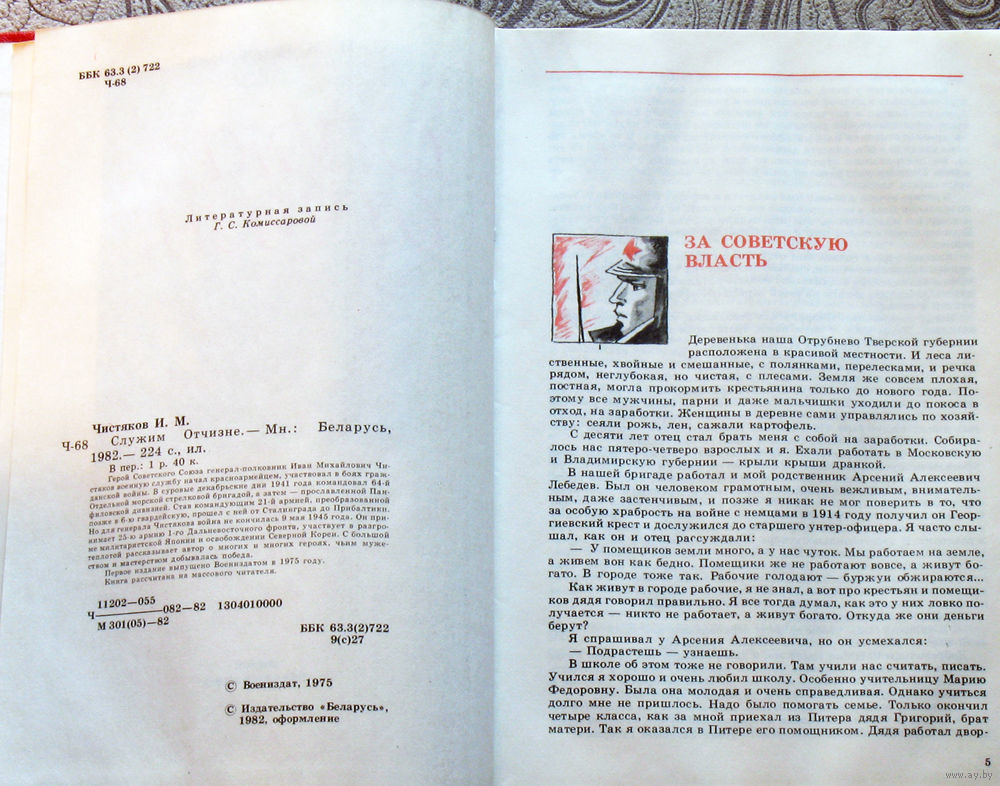 ББК 63.3 (2) 722
Ч-68
Литературная запись
Г. С. Комиссаровой
Чистяков И. М.
Ч-68 Служим Отчизне.— Мн.: Беларусь,
1982.— 224 с., ил.
В пер.: 1 р. 40 к.
Герой Советского Союза генерал-полковник Иван Михайлович Чи-
стяков военную службу начал красноармейцем, участвовал в боях граж-
данской войны. В суровые декабрьские дни 1941 года командовал 64-й
Отдельной морской стрелковой бригадой, а затем — прославленной Пан-
филовской дивизией. Став командующим 21-й армией, преобразованной
позже в 6-ю гвардейскую, прошел с ней от Сталинграда до Прибалтики.
Но для генерала Чистякова война не кончилась 9 мая 1945 года. Он при-
нимает 25-ю армию 1-го Дальневосточного фронта, участвует в разгро-
ме милитаристской Японии и освобождении Северной Кореи. С большой
теплотой рассказывает автор о многих и многих героях, чьим муже-
ством и мастерством добывалась победа.
Первое издание выпущено Воениздатом в 1975 году.
Книга рассчитана на массового читателя.
11202—055
Ч 082—82 1304010000
М 301(05)—82
ББК 63.3(2)722
9(с)27
© Воениздат, 1975
© Издательство «Беларусь»,
1982, оформление
ЗА СОВЕТСКУЮ
ВЛАСТЬ
Деревенька наша Отрубнево Тверской губернии
расположена в красивой местности. И леса ли-
ственные, хвойные и смешанные, с полянками, перелесками, и речка
рядом, неглубокая, но чистая, с плесами. Земля же совсем плохая,
постная, могла прокормить крестьянина только до нового года. По-
этому все мужчины, парни и даже мальчишки уходили до покоса в
отход, на заработки. Женщины в деревне сами управлялись по хозяй-
ству: сеяли рожь, лен, сажали картофель.
С десяти лет отец стал брать меня с собой на заработки. Собира-
лось нас пятеро-четверо взрослых и я. Ехали работать в Московскую
и Владимирскую губернии — крыли крыши дранкой.
В нашей бригаде работал и мой родственник Арсений Алексеевич
Лебедев. Был он человеком грамотным, очень вежливым, вниматель-
ным, даже застенчивым, и позже я никак не мог поверить в то, что
за особую храбрость на войне с немцами в 1914 году получил он Геор-
гиевский крест и дослужился до старшего унтер-офицера. Я часто слы-
шал, как он и отец рассуждали:
— У помещиков земли много, а у нас чуток. Мы работаем на земле,
а живем вон как бедно. Помещики же не работают вовсе, а живут бо-
гато. В городе тоже так. Рабочие голодают — буржуи обжираются...
Как живут в городе рабочие, я не знал, а вот про крестьян и помещи-
ков дядя говорил правильно. Я все тогда думал, как это у них ловко по-
лучается — никто не работает, а живут богато. Откуда же они деньги
берут?
Я спрашивал у Арсения Алексеевича, но он усмехался:
— Подрастешь — узнаешь.
В школе об этом тоже не говорили. Там учили нас считать, писать.
Учился я хорошо и очень любил школу. Особенно учительницу Марию
Федоровну. Была она молодая и очень справедливая. Однако учиться
долго мне не пришлось. Надо было помогать семье. Только окончил
четыре класса, как за мной приехал из Питера дядя Григорий, брат
матери. Так я оказался в Питере его помощником. Дядя работал двор-
5
www.ay.by